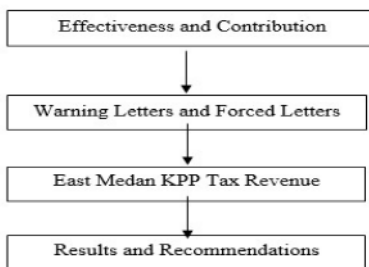 Effectiveness and Contribution
Warning Letters and Forced Letters
East Medan KPP Tax Revenue
Results and Recommendations